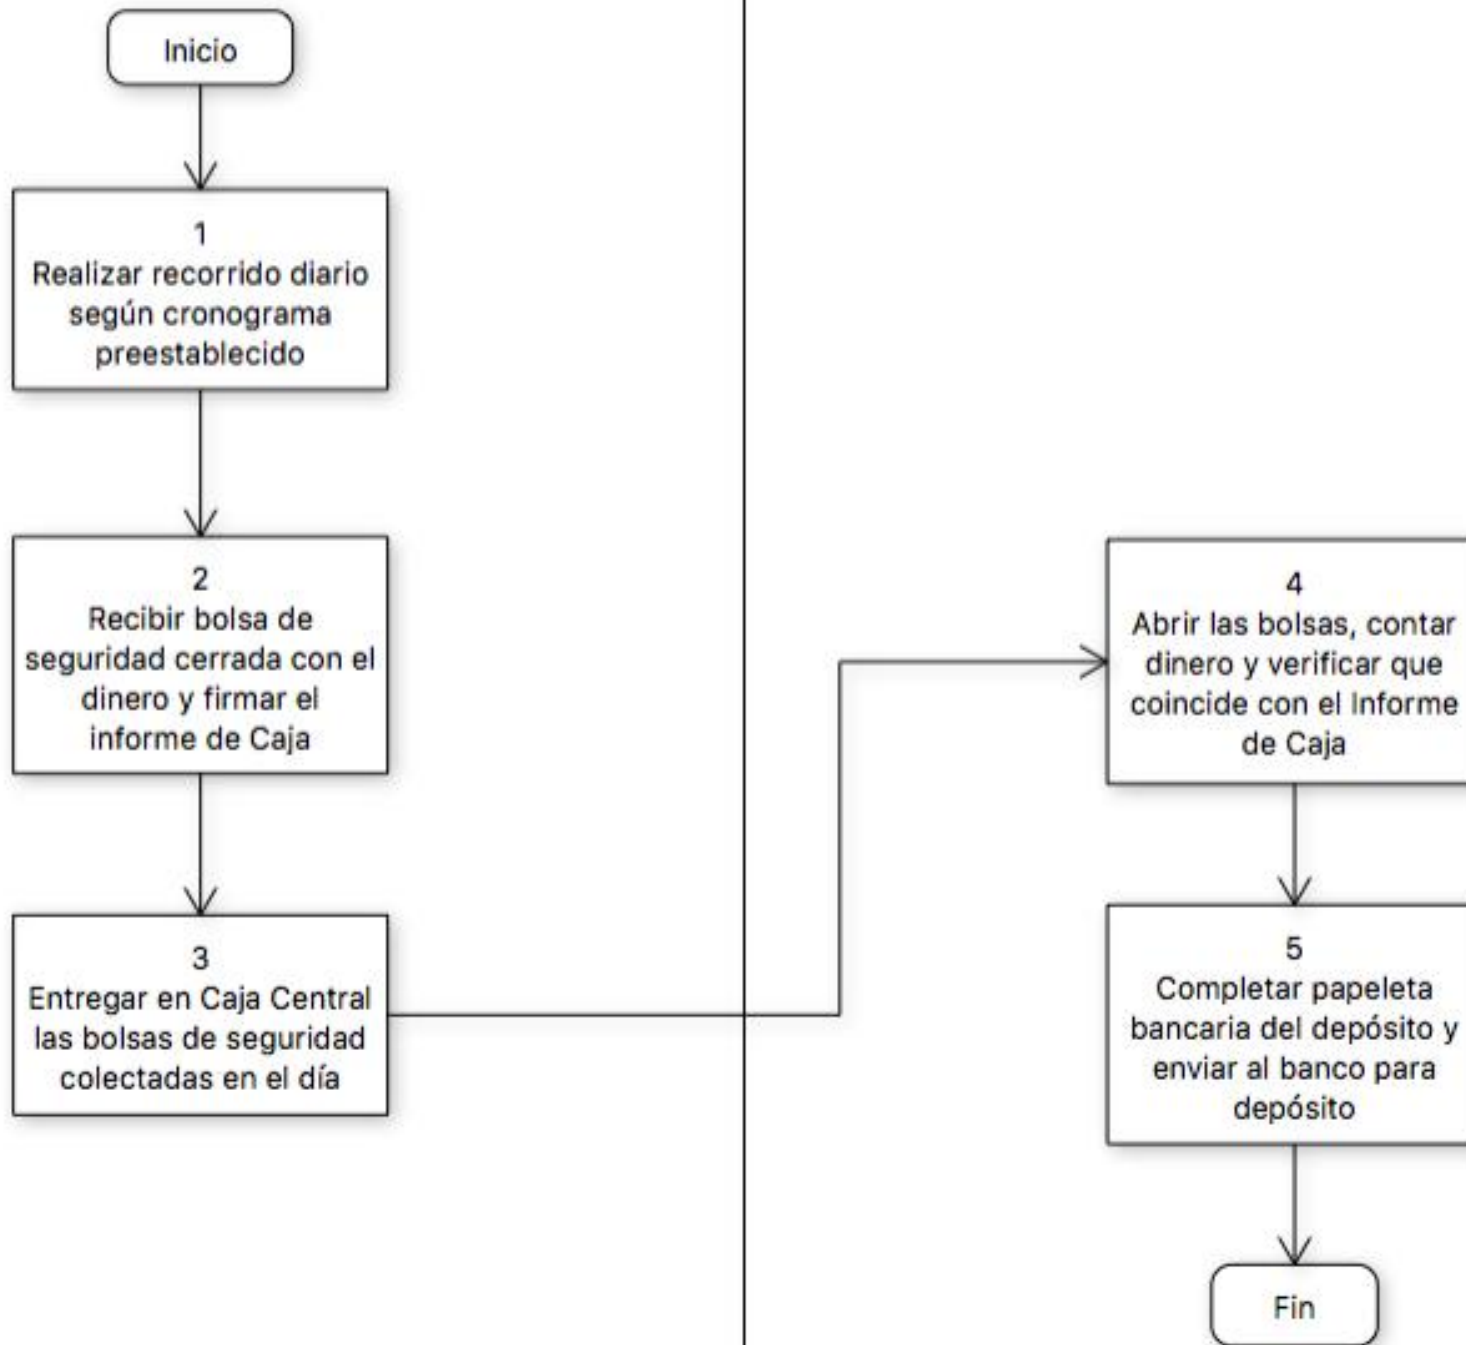 Inicio
1
Realizar recorrido diario
según cronograma
preestablecido
2
Recibir bolsa de
seguridad cerrada con el
dinero y firmar el
informe de Caja
3
Entregar en Caja Central
las bolsas de seguridad
colectadas en el día
4
Abrir las bolsas, contar
dinero y verificar que
coincide con el Informe
de Caja
5
Completar papeleta
bancaria del depósito y
enviar al banco para
depósito
Fin